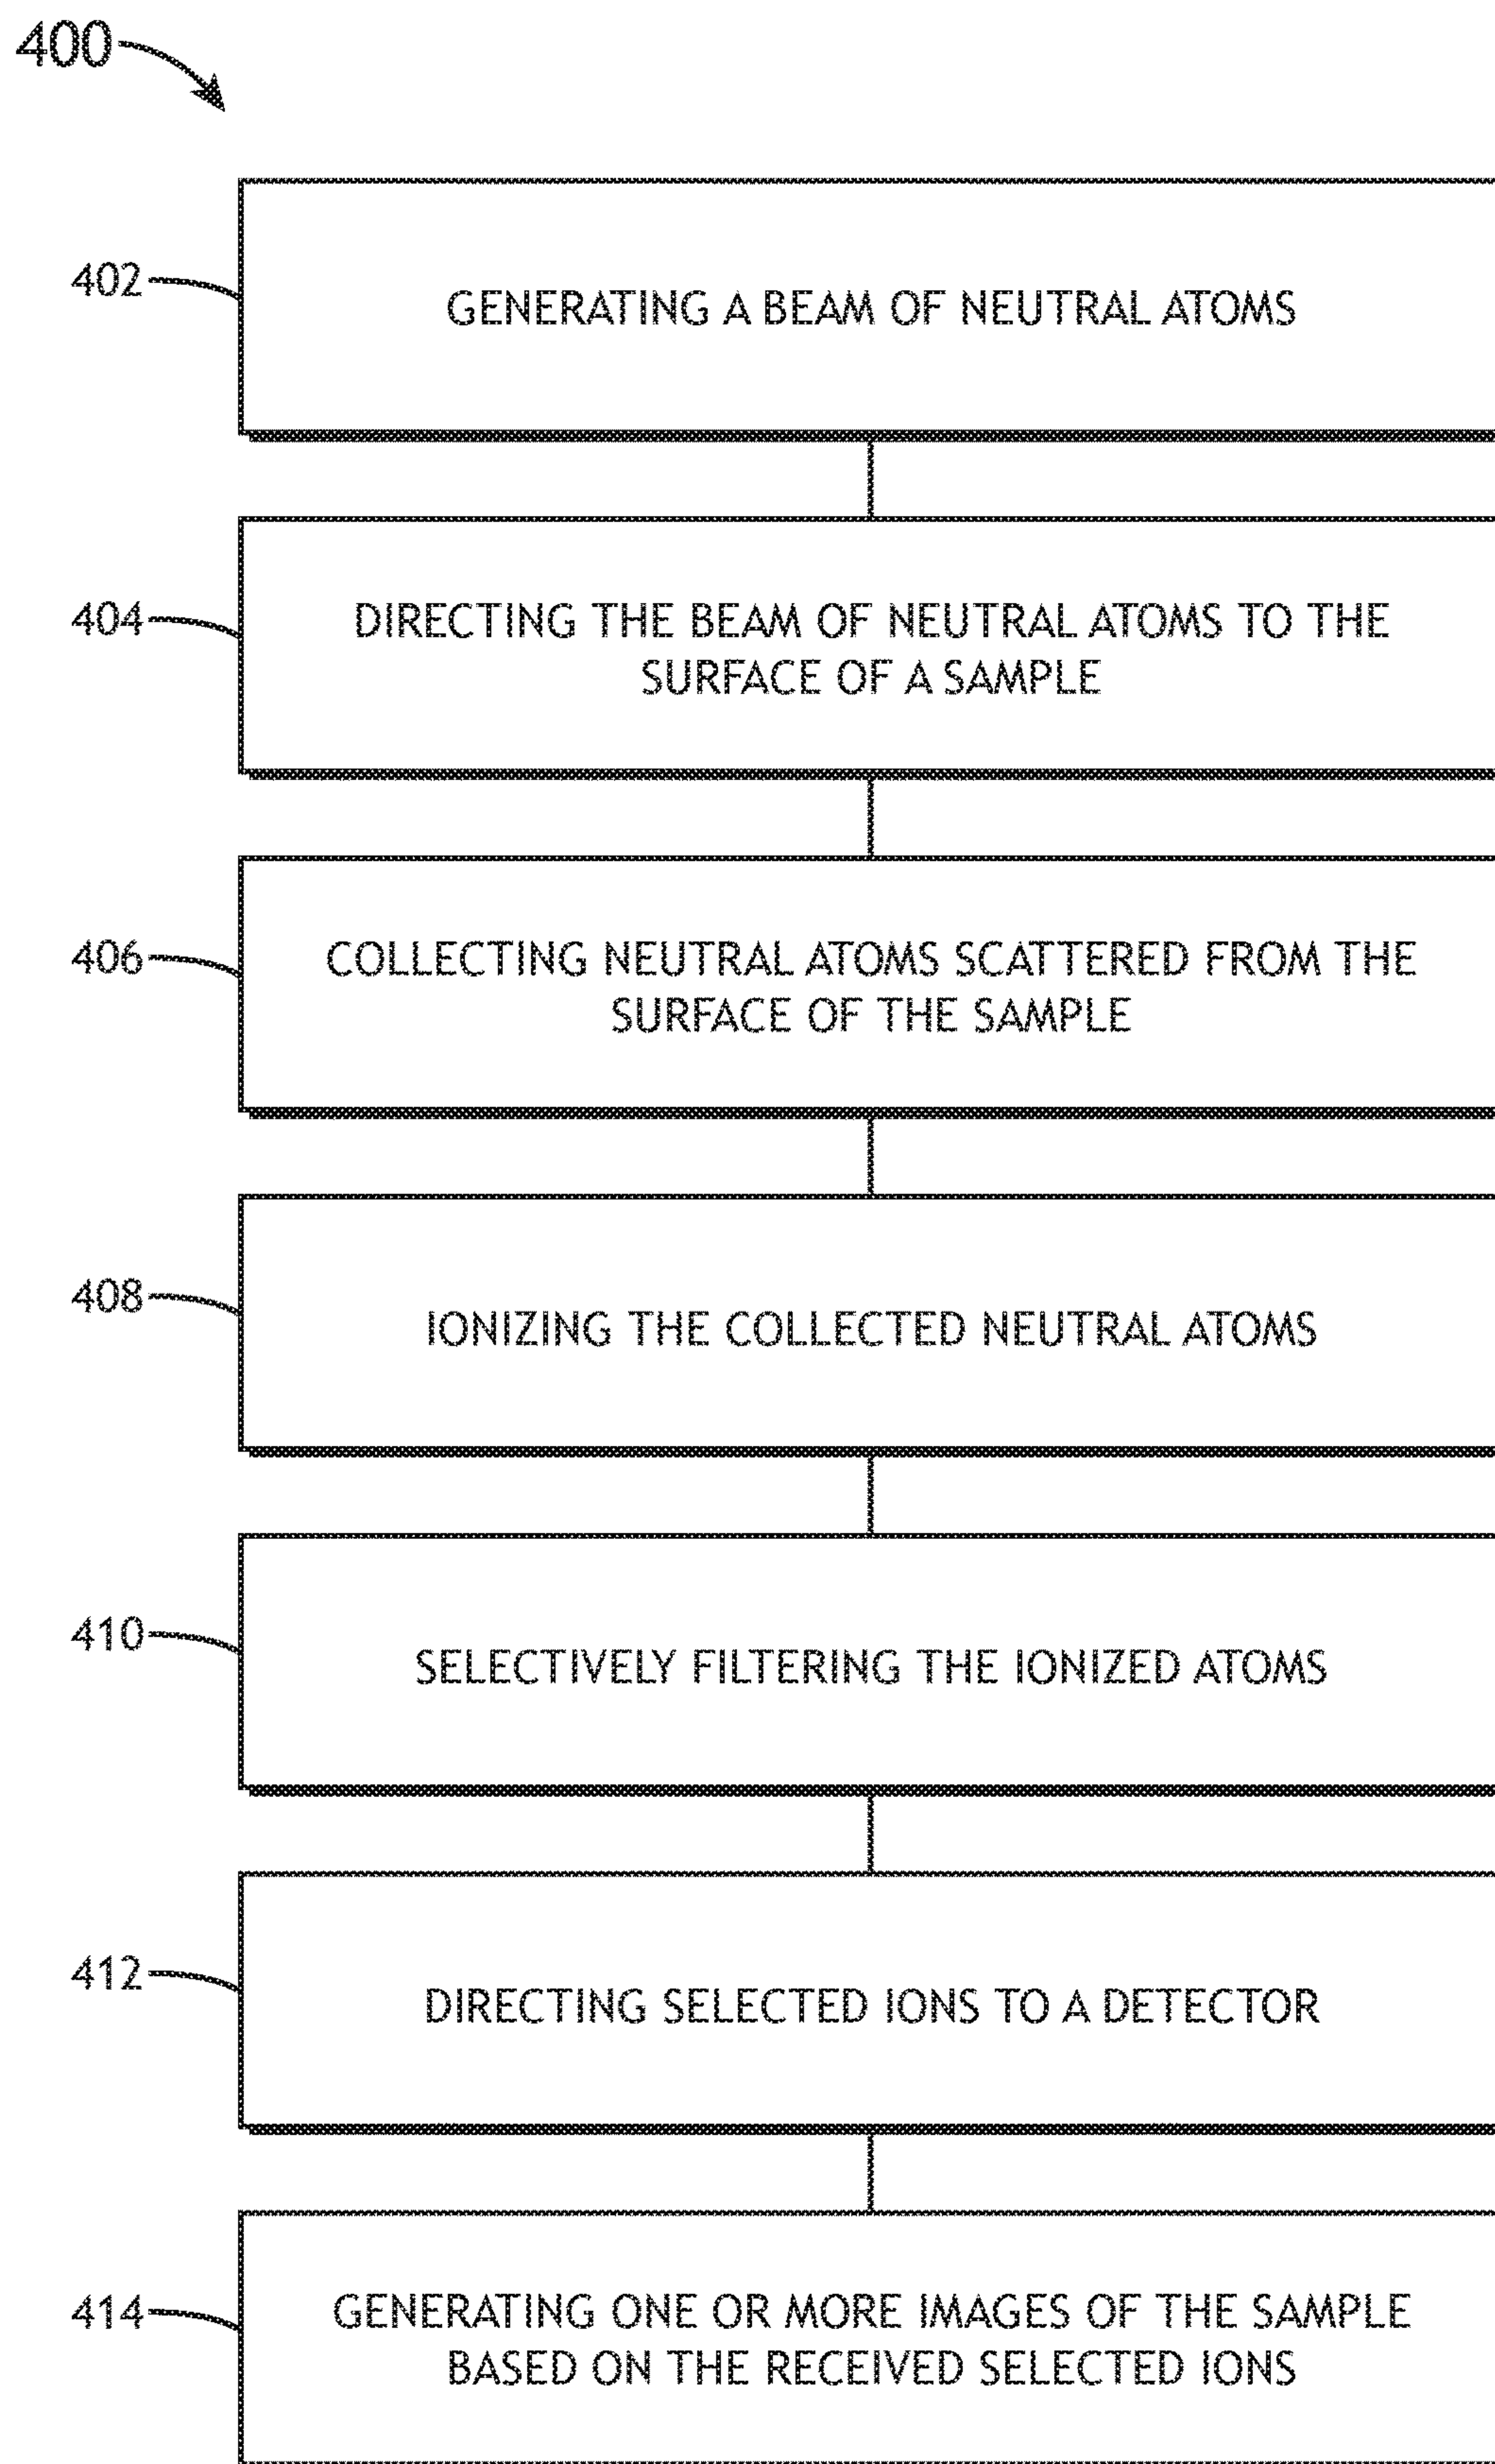 400
402
GENERATING A BEAM OF NEUTRAL ATOMS
404
DIRECTING THE BEAM OF NEUTRAL ATOMS TO THE
SURFACE OF A SAMPLE
406
COLLECTING NEUTRAL ATOMS SCATTERED FROM THE
SURFACE OF THE SAMPLE
408
IONIZING THE COLLECTED NEUTRAL ATOMS
410
SELECTIVELY FILTERING THE IONIZED ATOMS
412
DIRECTING SELECTED IONS TO A DETECTOR
414
GENERATING ONE OR MORE IMAGES OF THE SAMPLE
BASED ON THE RECEIVED SELECTED IONS